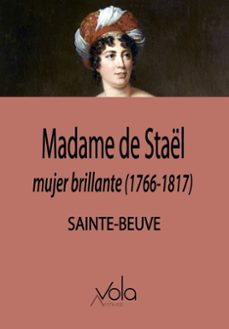 Madame de Staël
mujer brillante (1766-1817)
SAINTE-BEUVE
Vola